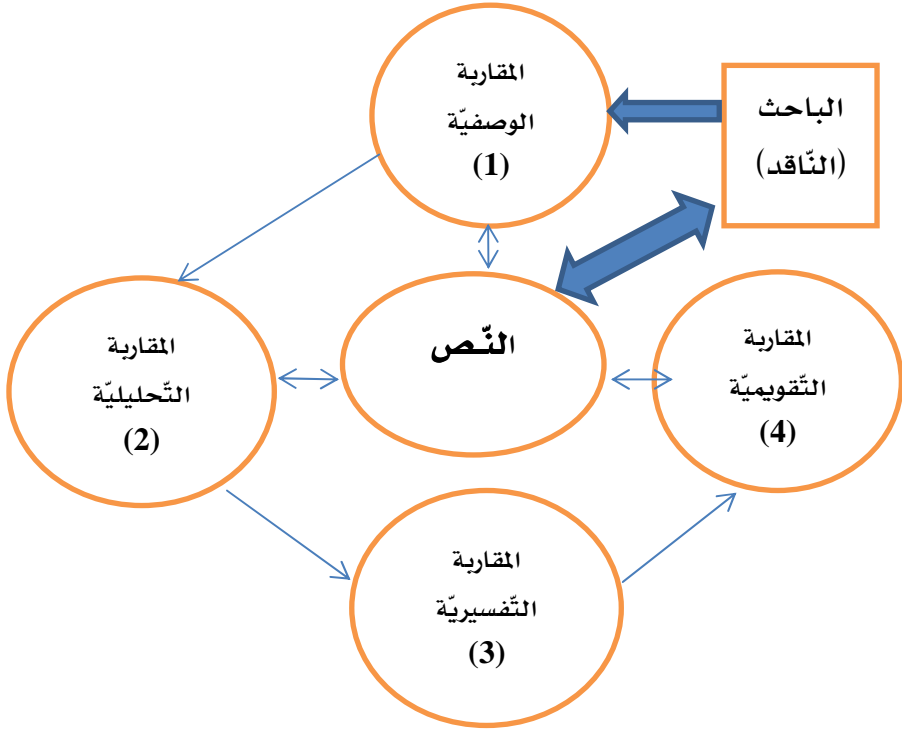 المقاربة
الوصفيّة
(1)
الباحث
(النّاقد)
النّص
المقاربة
التّحليليّة
(2)
المقاربة
التّفسيريّة
(3)
المقاربة
التّقويميّة
(4)